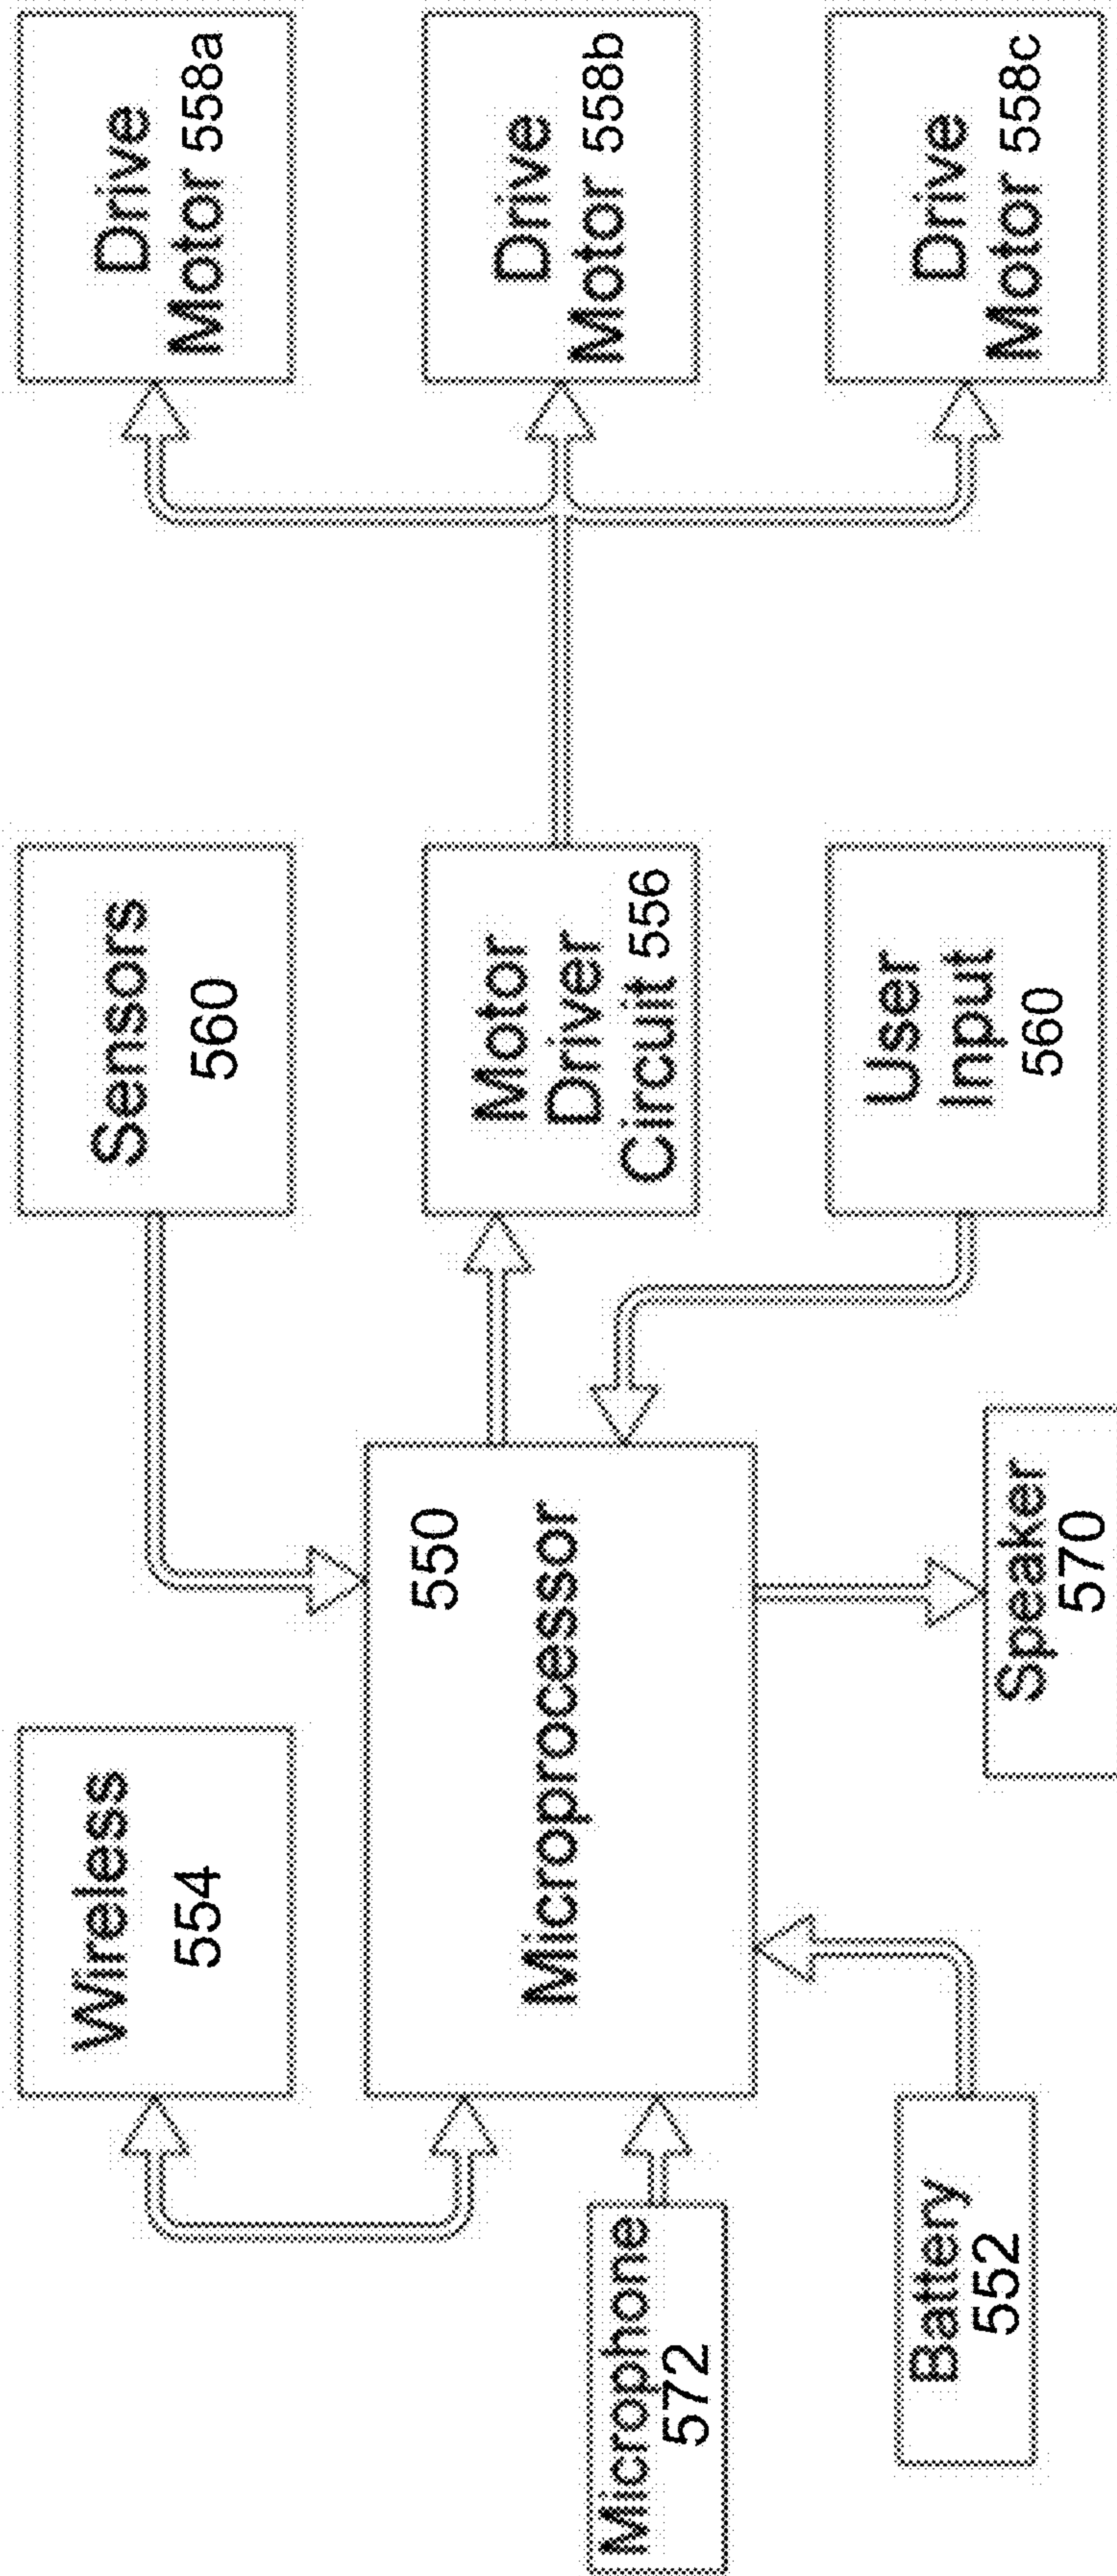 Wireless
554
Sensors
560
Drive
Motor 558a
550
Microprocessor
Motor
Driver
Circuit 556
Drive
Motor 558b
Microphone
572
User
Input
560
Drive
Motor 558c
Battery
552
Speaker
570